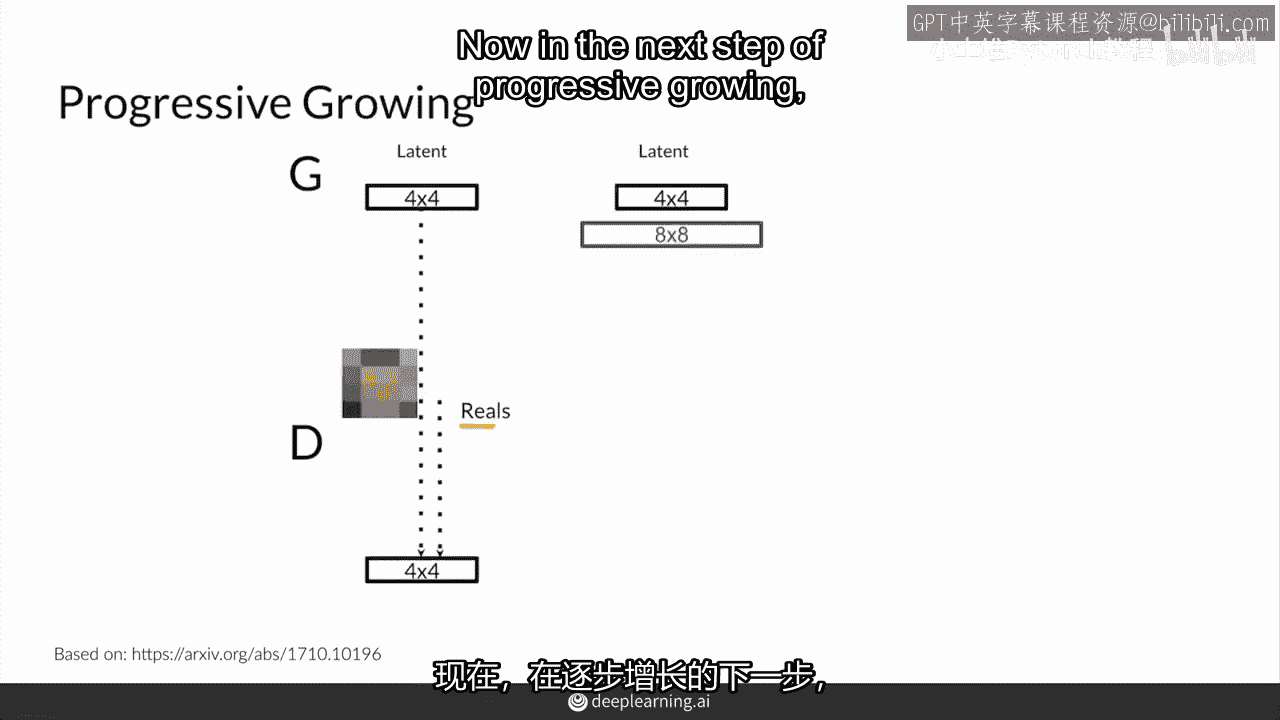 GPT中英字幕课程资源@bilibili.com
Now in the next step of
progressive growing,
Progressive Growing
Latent
Latent
G
4x4
4x4
8x8
Reals
D
4x4
Based on: https://arxiv.org/abs/1710.10196
现在，在逐步增长的下一步，
deeplearning.ai